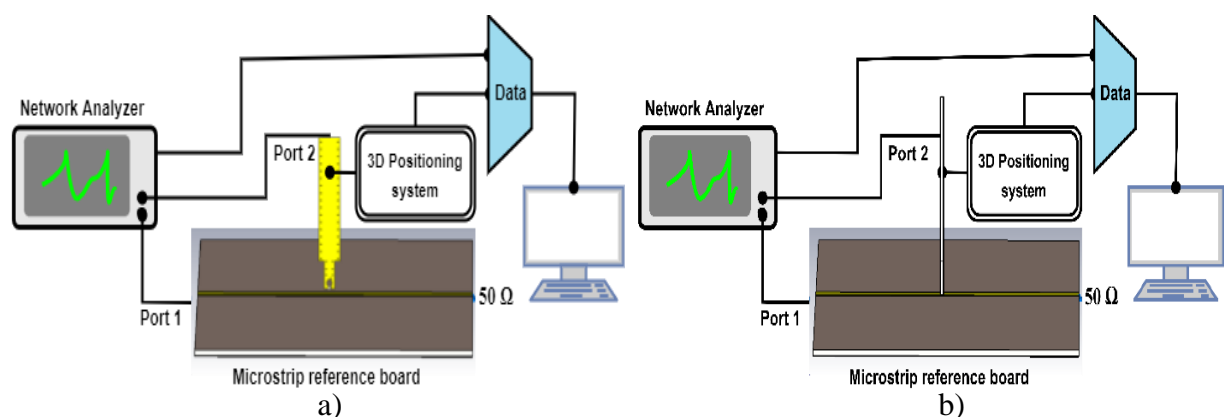 Network Analyzer
Port 2
3D Positioning
system
Data
50 Ω
Port 1
Microstrip reference board
a)
Network Analyzer
Port 2
3D Positioning
system
Data
50 Ω
Port 1
Microstrip reference board
b)